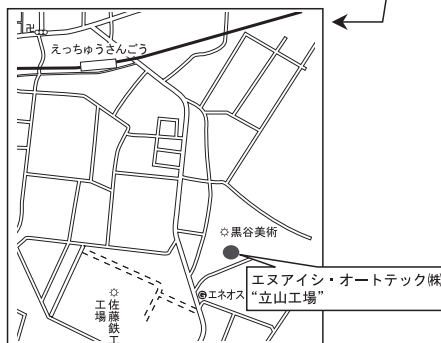 えっちゅうさんごう
黒谷美術
エヌアイシ・オートテック㈱
“立山工場”
エネオス
佐藤鉄工
工場